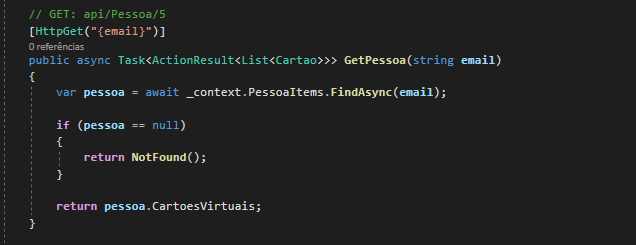 // GET: api/Pessoa/5
[HttpGet("{email}")]
0 referências
public async Task<ActionResult<List<Cartao>>> GetPessoa(string email)
{
var pessoa = await _context.PessoaItems.FindAsync(email);
if (pessoa == null)
{
return NotFound();
}
return pessoa.CartoesVirtuais;
}